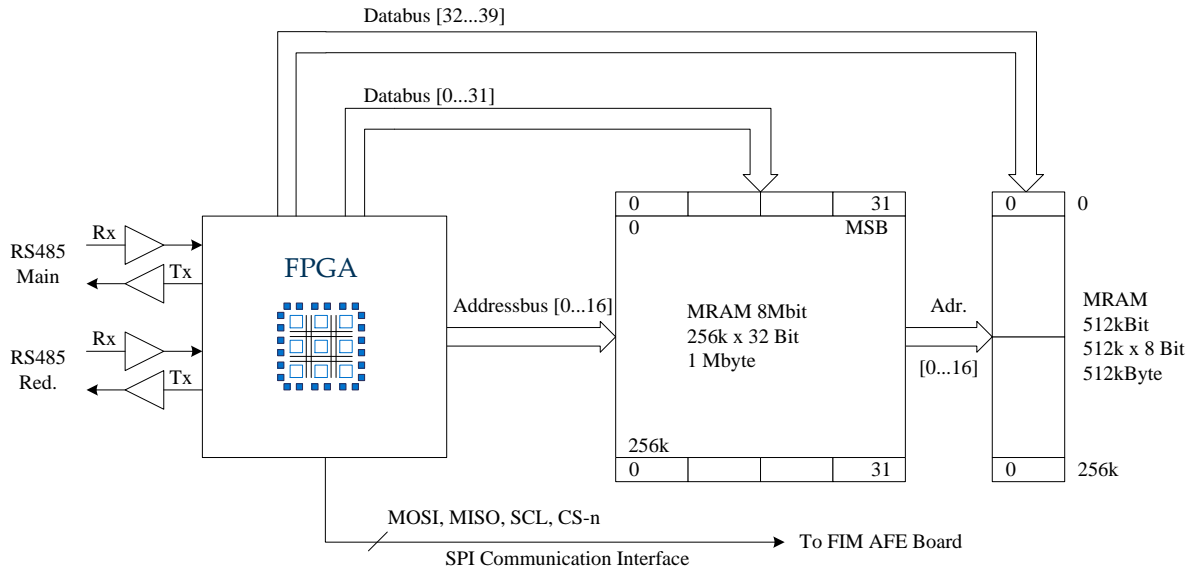 Databus [32...39]
Databus [0...31]
0 31 0 0
0 MSB
RS485
Main
Rx
Tx
FPGA
Addressbus [0...16]
MRAM 8Mbit
256k x 32 Bit
1 Mbyte
Adr.
[0...16]
MRAM
512kBit
512k x 8 Bit
512kByte
RS485
Red.
Rx
Tx
256k
0 31 0 256k
MOSI, MISO, SCL, CS-n
SPI Communication Interface
To FIM AFE Board